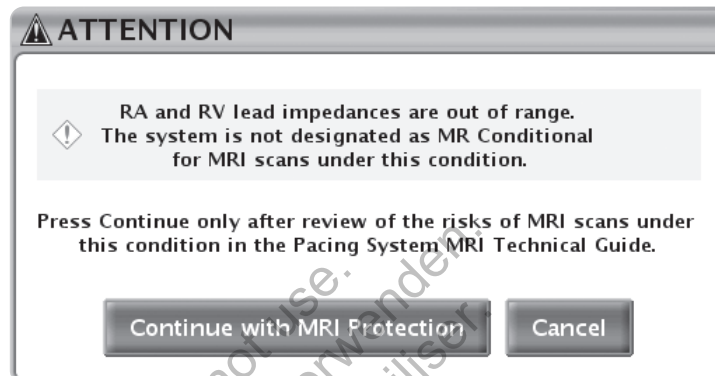 ATTENTION
RA and RV lead impedances are out of range.
The system is not designated as MR Conditional
for MRI scans under this condition.
Press Continue only after review of the risks of MRI scans under
this condition in the Pacing System MRI Technical Guide.
Continue with MRI Protection
Cancel
not use.